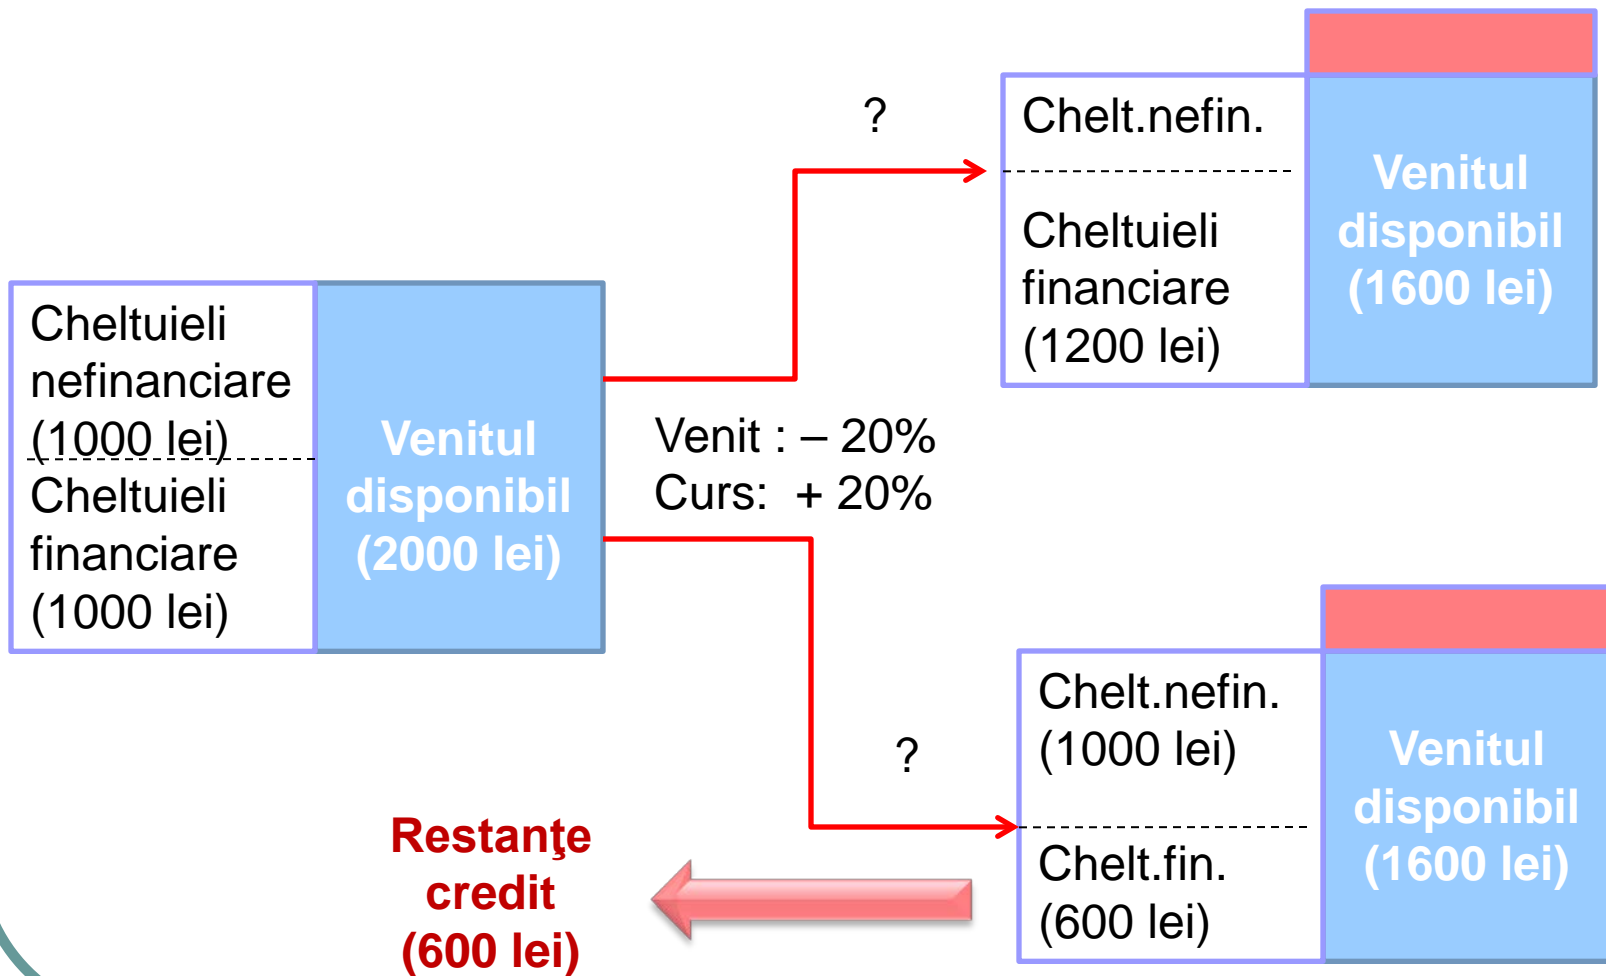 ?
Chelt.nefin.
Cheltuieli
financiare
(1200 lei)
Venitul
disponibil
(1600 lei)
Cheltuieli
nefinanciare
(1000 lei)
Cheltuieli
financiare
(1000 lei)
Venitul
disponibil
(2000 lei)
Venit : – 20%
Curs: + 20%
?
Chelt.nefin.
(1000 lei)
Chelt.fin.
(600 lei)
Venitul
disponibil
(1600 lei)
Restanţe
credit
(600 lei)